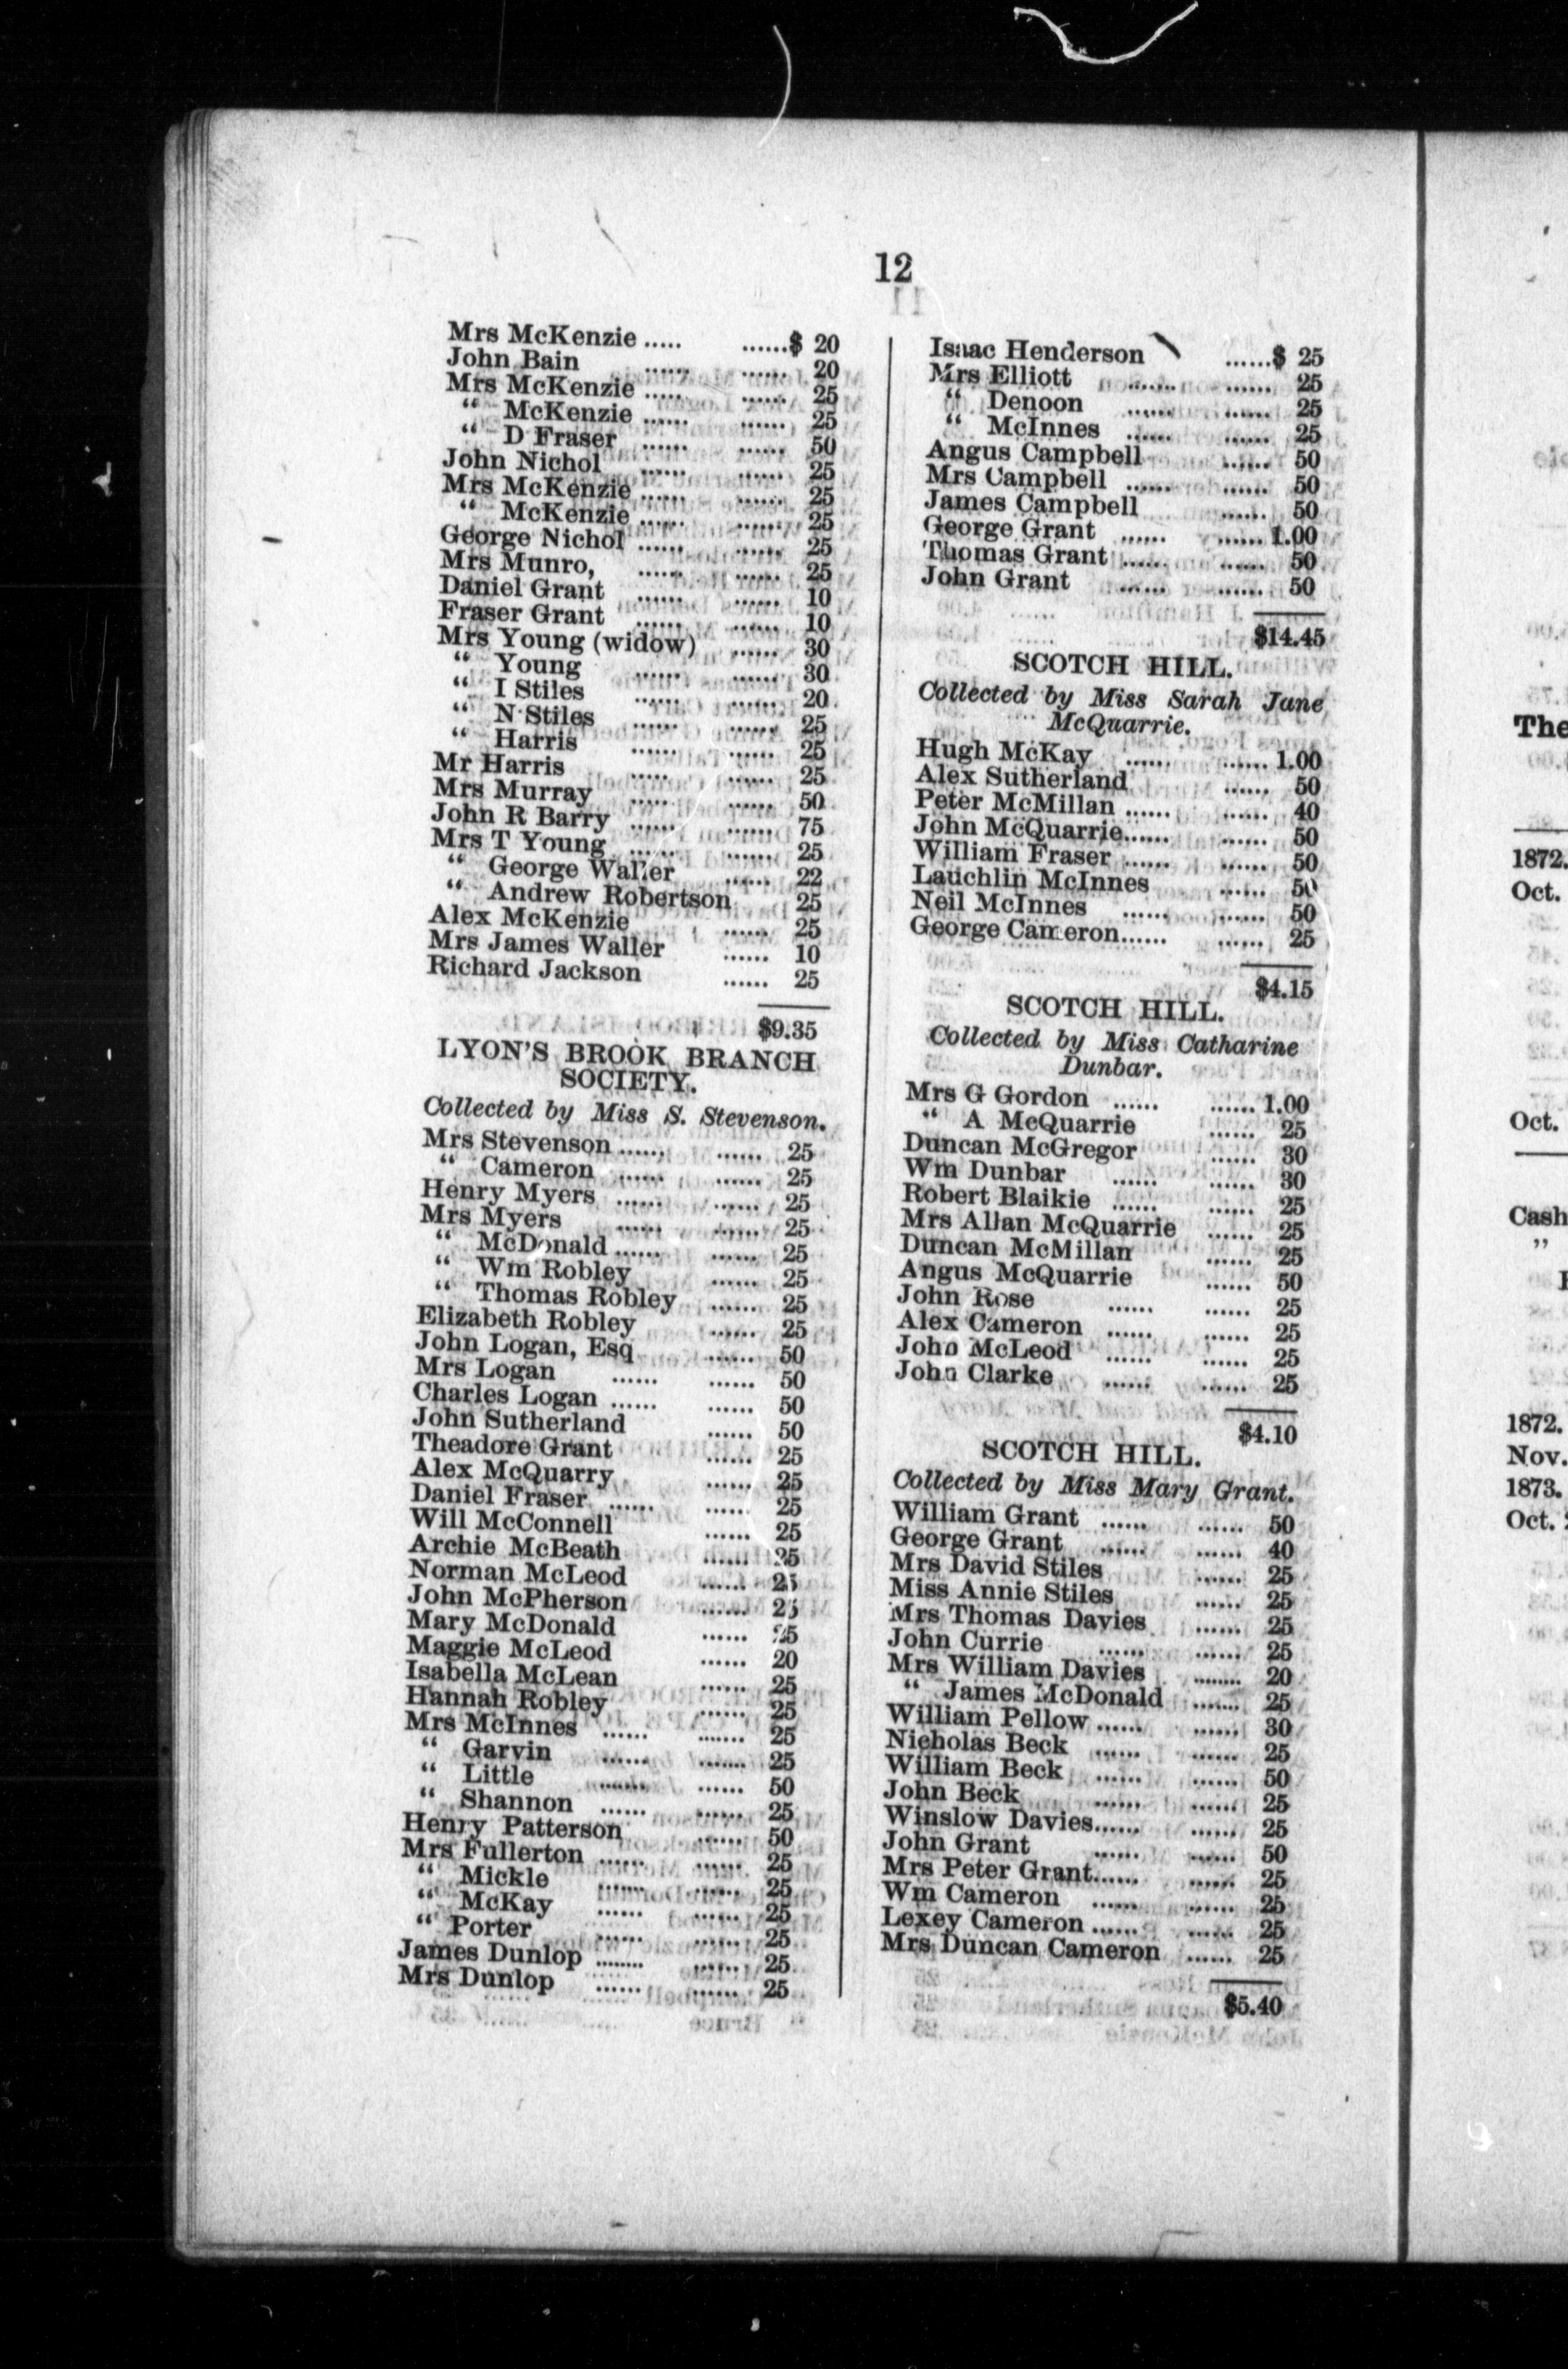 12
Mrs McKenzie ..... ......$ 20
John Bain ...... ...... 20
Mrs McKenzie ..... ...... 25
“ McKenzie ...... ...... 25
“ D Fraser ...... ...... 50
John Nichol ...... ...... 25
Mrs McKenzie ...... ...... 25
“ McKenzie ...... ...... 25
George Nichol ...... ...... 25
Mrs Munro, ...... ...... 25
Daniel Grant ...... ...... 10
Fraser Grant ...... ...... 10
Mrs Young (widow) ...... 30
“ Young ...... ...... 30
“ I Stiles ...... ...... 20
“ N Stiles ...... ...... 25
“ Harris ...... ...... 25
Mr Harris ...... ...... 25
Mrs Murray ...... ...... 50
John R Barry ...... ...... 75
Mrs T Young ...... ...... 25
“ George Waller ...... 22
“ Andrew Robertson 25
Alex McKenzie ...... 25
Mrs James Waller ...... 10
Richard Jackson ...... 25
$9.35
LYON'S BROOK BRANCH
SOCIETY.
Collected by Miss S. Stevenson.
Mrs Stevenson ...... ...... 25
“ Cameron ...... ...... 25
Henry Myers ...... ...... 25
Mrs Myers ...... ...... 25
“ McDonald ...... ...... 25
“ Wm Robley ...... 25
“ Thomas Robley ...... 25
Elizabeth Robley ...... 25
John Logan, Esq ...... 50
Mrs Logan ...... ...... 50
Charles Logan ...... ...... 50
John Sutherland ...... 50
Theadore Grant ...... 25
Alex McQuarry ...... 25
Daniel Fraser ...... ...... 25
Will McConnell ...... 25
Archie McBeath ...... 25
Norman McLeod ...... 25
John McPherson ...... 25
Mary McDonald ...... 25
Maggie McLeod ...... 20
Isabella McLean ...... 25
Hannah Robley ...... 25
Mrs McInnes ...... ...... 25
“ Garvin ...... ...... 25
“ Little ...... ...... 50
“ Shannon ...... ...... 25
Henry Patterson ...... 50
Mrs Fullerton ...... ...... 25
“ Mickle ...... ...... 25
“ McKay ...... ...... 25
“ Porter ...... ...... 25
James Dunlop ...... ...... 25
Mrs Dunlop ...... ...... 25
Isaac Henderson ......$ 25
Mrs Elliott ...... ...... 25
“ Denoon ...... ...... 25
“ McInnes ...... ...... 25
Angus Campbell ...... 50
Mrs Campbell ...... ...... 50
James Campbell ...... 50
George Grant ...... ...... 1.00
Thomas Grant ...... ...... 50
John Grant ...... ...... 50
$14.45
SCOTCH HILL.
Collected by Miss Sarah Jane
McQuarrie.
Hugh McKay ...... ...... 1.00
Alex Sutherland ...... 50
Peter McMillan ...... ...... 40
John McQuarrie...... ...... 50
William Fraser ...... ...... 50
Lauchlin McInnes ...... 50
Neil McInnes ...... ...... 50
George Cameron...... ...... 25
$4.15
SCOTCH HILL.
Collected by Miss Catharine
Dunbar.
Mrs G Gordon ...... ...... 1.00
“ A McQuarrie ...... 25
Duncan McGregor ...... 30
Wm Dunbar ...... ...... 30
Robert Blaikie ...... ...... 25
Mrs Allan McQuarrie ...... 25
Duncan McMillan ...... 25
Angus McQuarrie ...... 50
John Rose ...... ...... 25
Alex Cameron ...... ...... 25
John McLeod ...... ...... 25
John Clarke ...... ...... 25
$4.10
SCOTCH HILL.
Collected by Miss Mary Grant.
William Grant ...... ...... 50
George Grant ...... ...... 40
Mrs David Stiles ...... 25
Miss Annie Stiles ...... 25
Mrs Thomas Davies ...... 25
John Currie ...... ...... 25
Mrs William Davies ...... 20
“ James McDonald ...... 25
William Pellow ...... ...... 30
Nicholas Beck ...... ...... 25
William Beck ...... ...... 50
John Beck ...... ...... 25
Winslow Davies...... ...... 25
John Grant ...... ...... 50
Mrs Peter Grant...... ...... 25
Wm Cameron ...... ...... 25
Lexey Cameron ...... ...... 25
Mrs Duncan Cameron ...... 25
$5.40
The
1872.
Oct.
Oct.
Cash
”
1872.
Nov.
1873.
Oct.